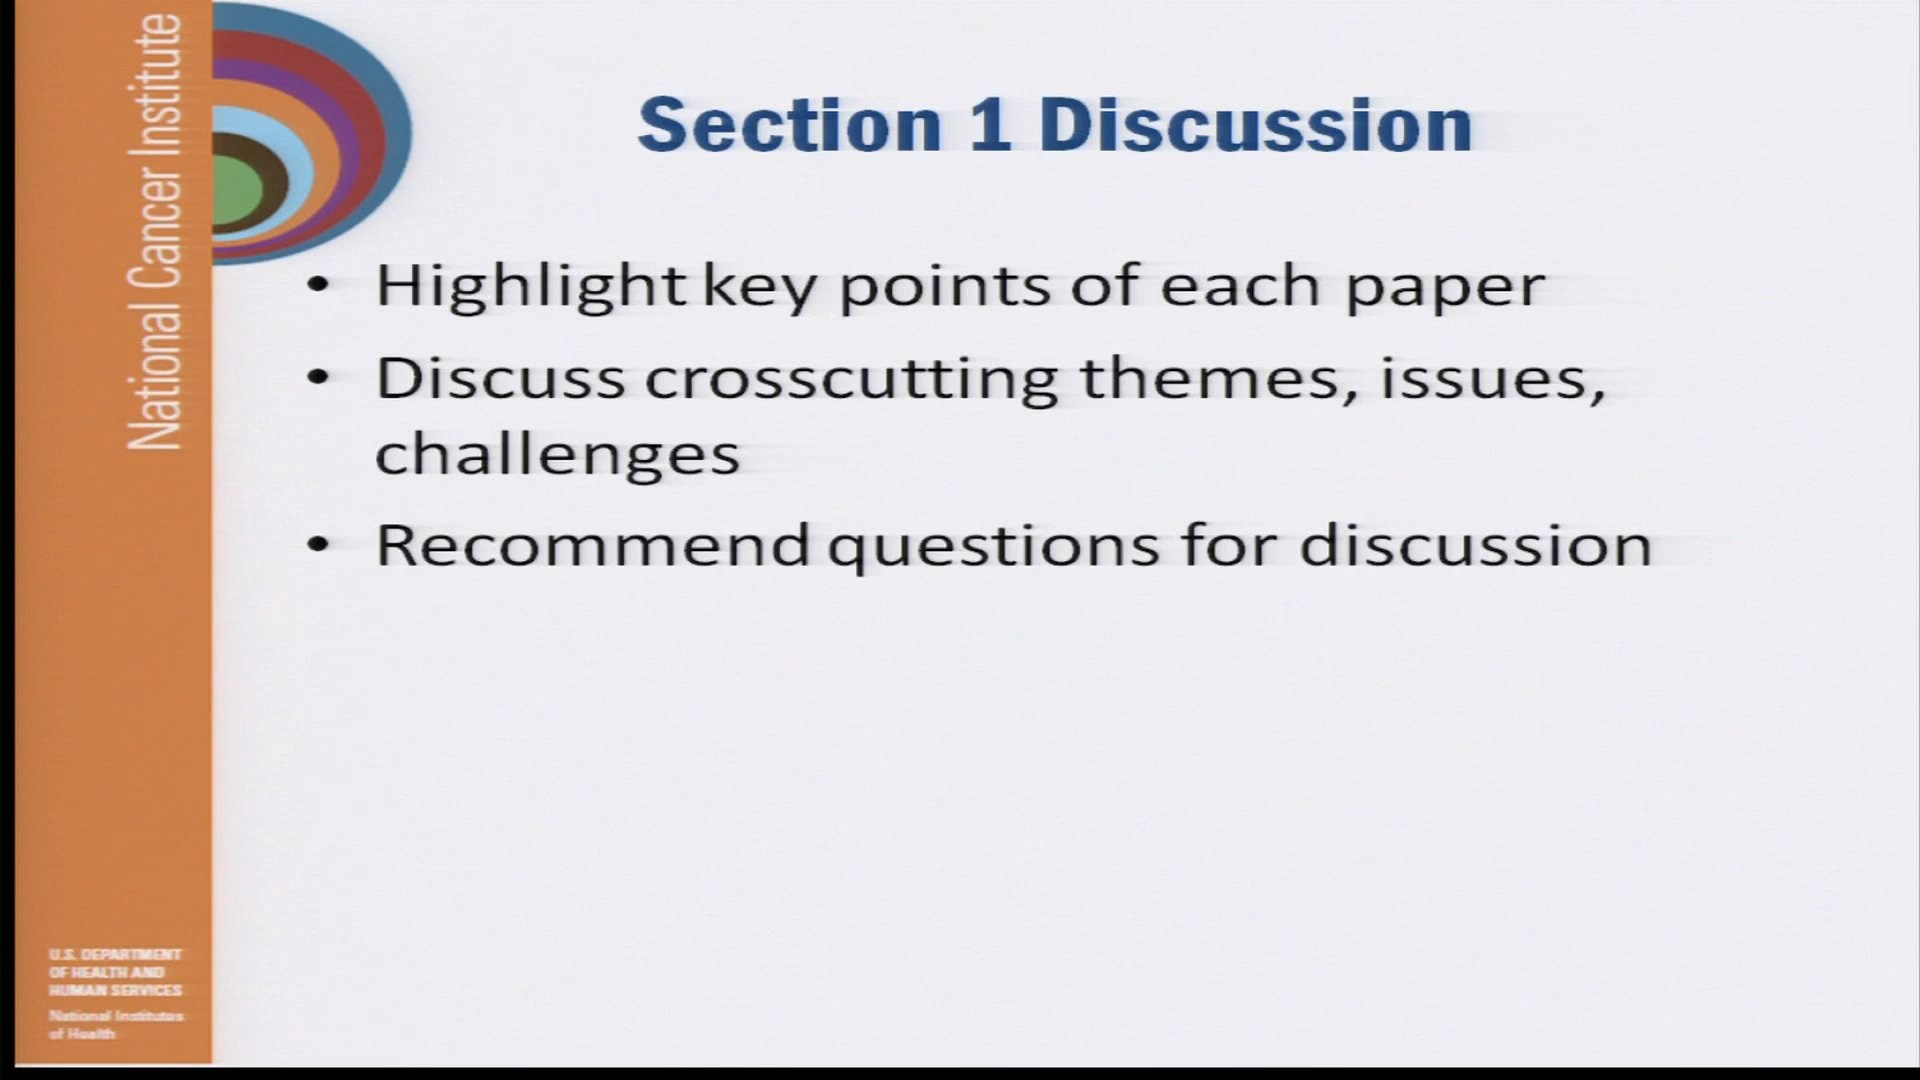 National Cancer Institute
Section 1 Discussion
• Highlight key points of each paper
• Discuss crosscutting themes, issues,
challenges
• Recommend questions for discussion
U.S. DEPARTMENT
OF HEALTH AND
HUMAN SERVICES
National Institutes
of Health